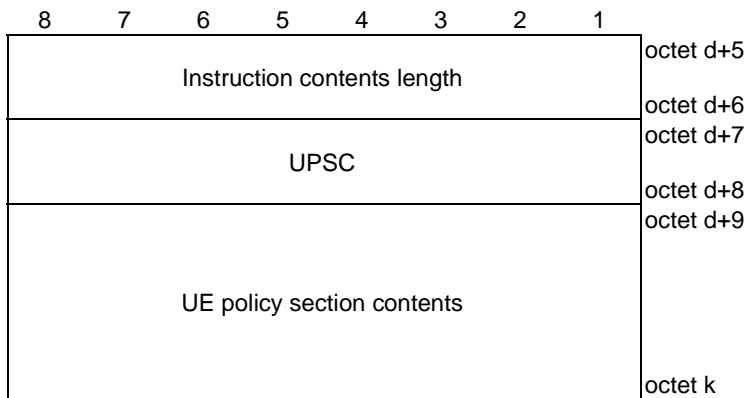 8 7 6 5 4 3 2 1
octet d+5
Instruction contents length
octet d+6
octet d+7
UPSC
octet d+8
octet d+9
UE policy section contents
octet k